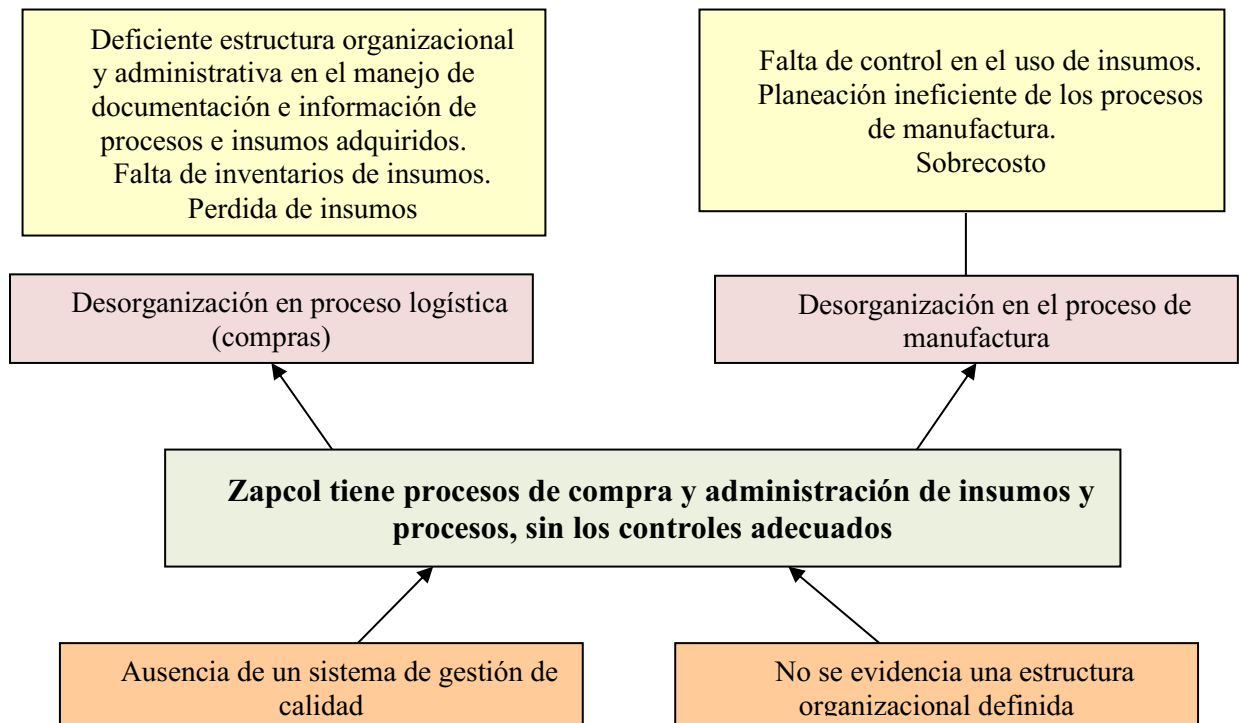 Deficiente estructura organizacional
y administrativa en el manejo de
documentación e información de
procesos e insumos adquiridos.
Falta de inventarios de insumos.
Perdida de insumos
Falta de control en el uso de insumos.
Planeación ineficiente de los procesos
de manufactura.
Sobrecosto
Desorganización en proceso logística
(compras)
Desorganización en el proceso de
manufactura
Zapcol tiene procesos de compra y administración de insumos y
procesos, sin los controles adecuados
Ausencia de un sistema de gestión de
calidad
No se evidencia una estructura
organizacional definida